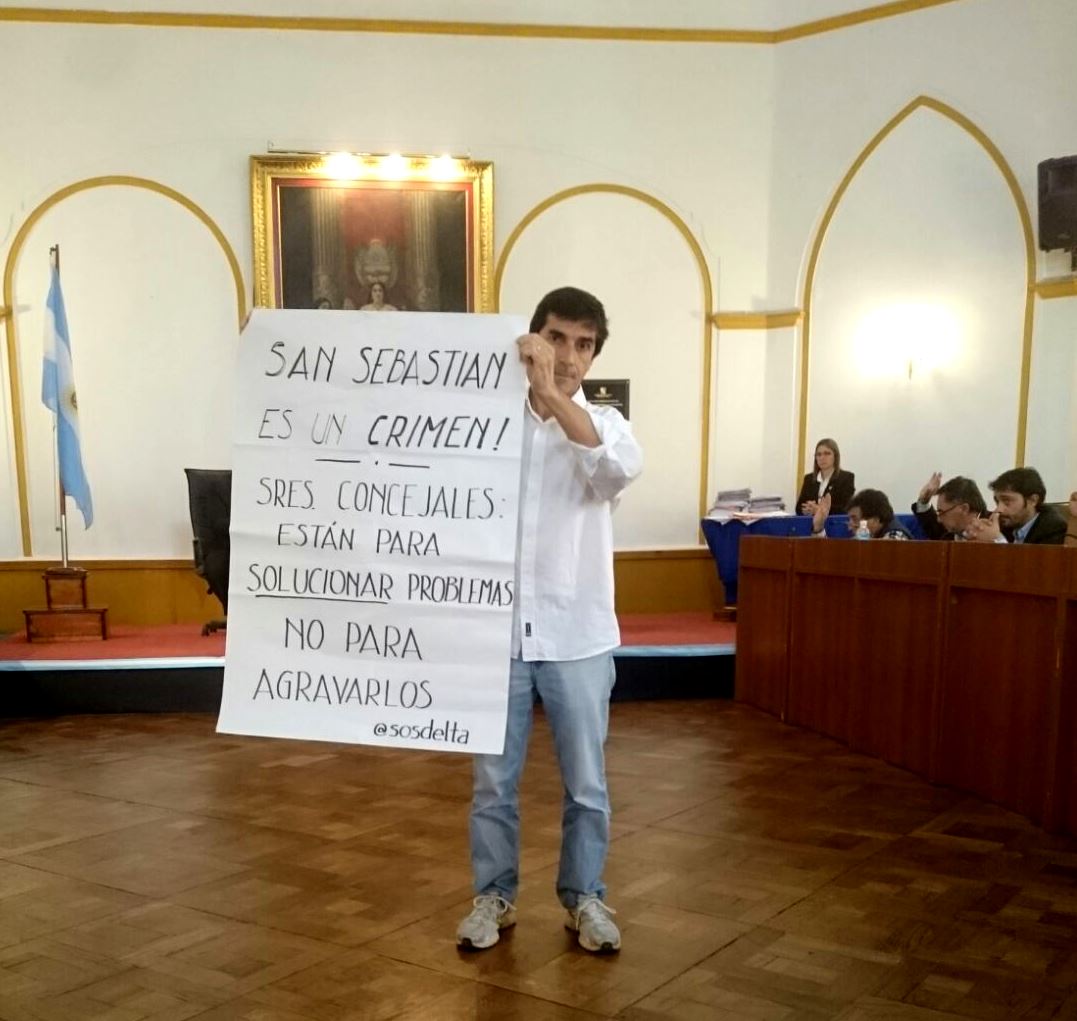 SAN SEBASTIAN
ES UN CRIMEN!
SRES. CONCEJALES:
ESTÁN PARA
SOLUCIONAR PROBLEMAS
NO PARA
AGRAVARLOS
@sosdelta